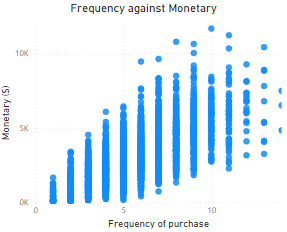 Frequency against Monetary
Monetary ($)
10K
5K
0K
0
5
10
Frequency of purchase